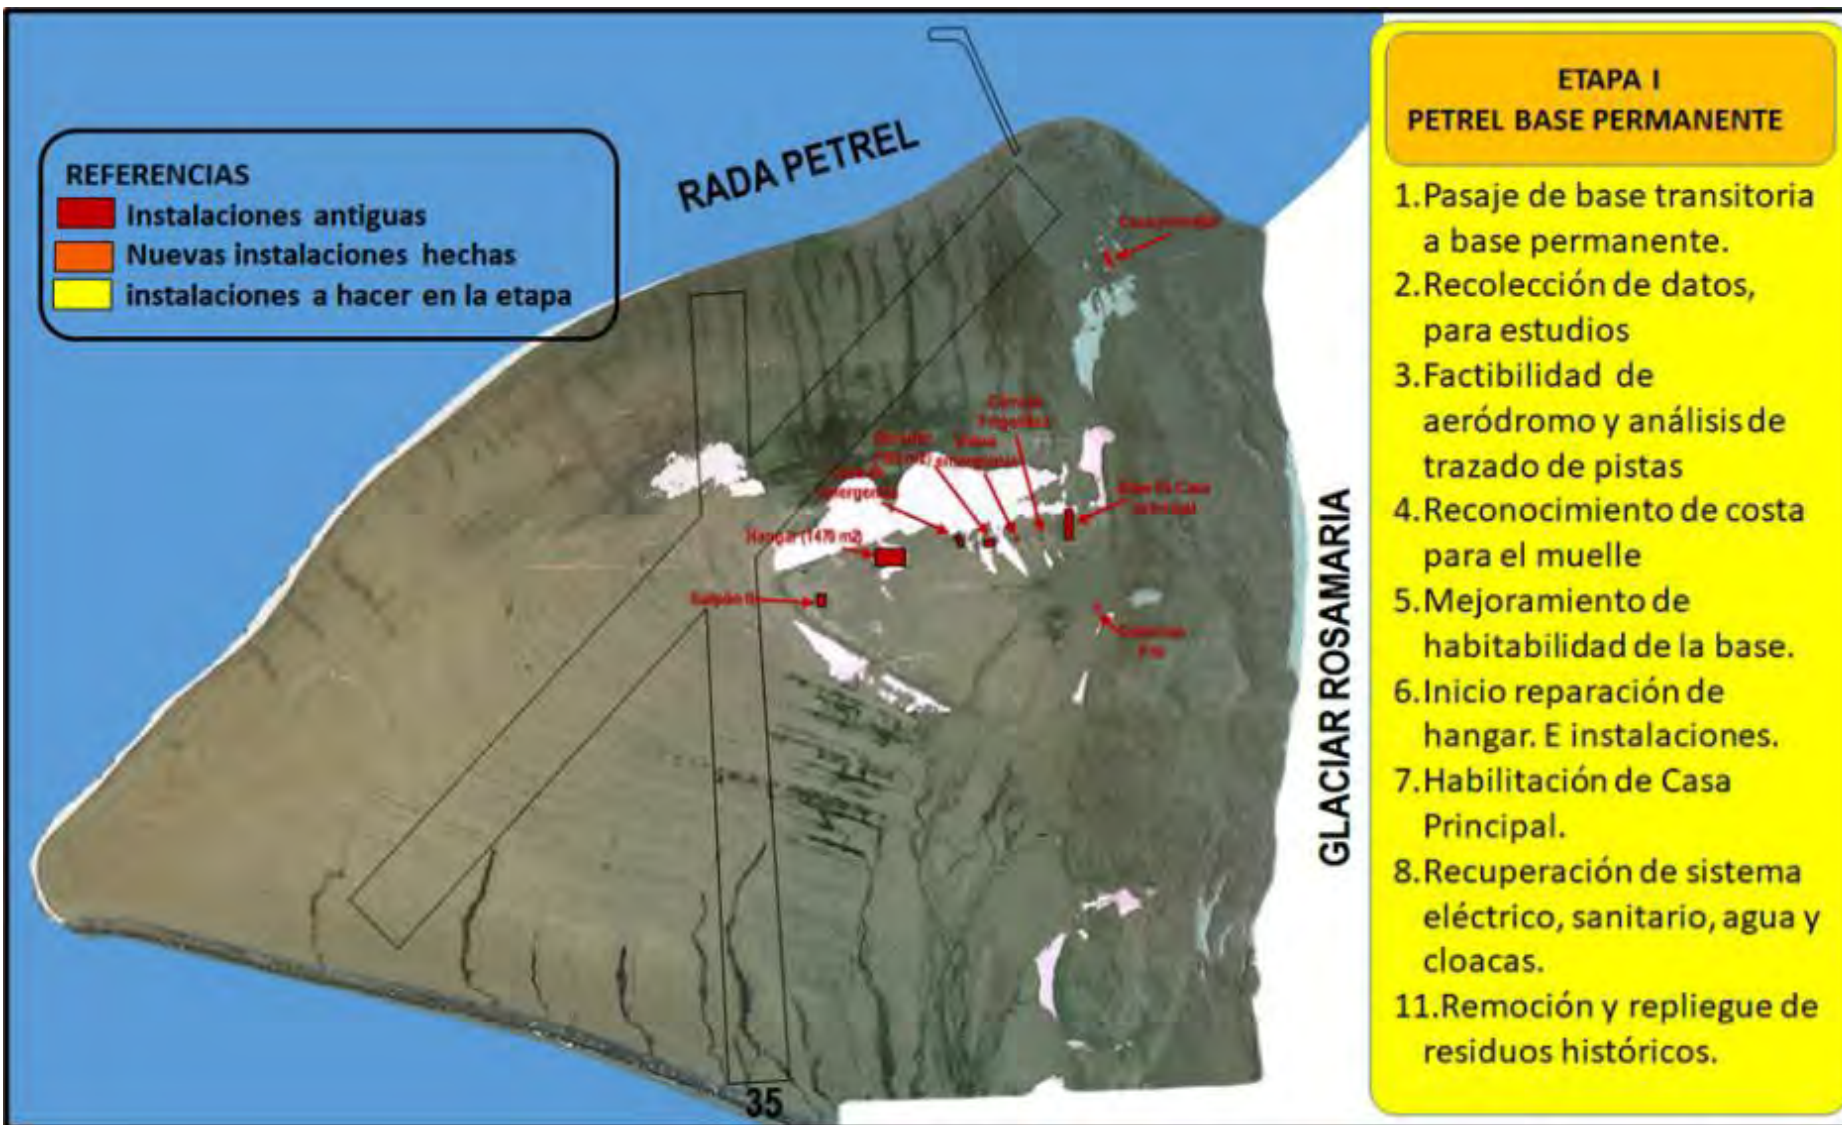 REFERENCIAS
Instalaciones antiguas
Nuevas instalaciones hechas
instalaciones a hacer en la etapa
RADA PETREL
Hangar (1470 m2)
emergencia
35
GLACIAR ROSAMARIA
ETAPA I
PETREL BASE PERMANENTE
1.Pasaje de base transitoria
a base permanente.
2.Recolección de datos,
para estudios
3.Factibilidad de
aeródromo y análisis de
trazado de pistas
4.Reconocimiento de costa
para el muelle
5.Mejoramiento de
habitabilidad de la base.
6.Inicio reparación de
hangar. E instalaciones.
7.Habilitación de Casa
Principal.
8.Recuperación de sistema
eléctrico, sanitario, agua y
cloacas.
11.Remoción y repliegue de
residuos históricos.